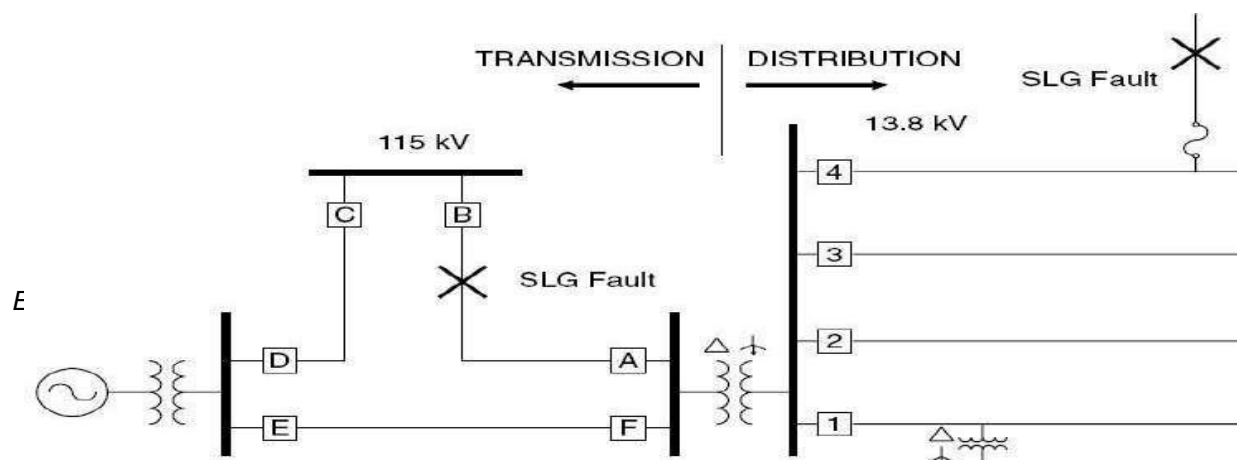 TRANSMISSION DISTRIBUTION
SLG Fault
13.8 kV
115 kV
4
C B
3
SLG Fault
E
2
D A
E F
1